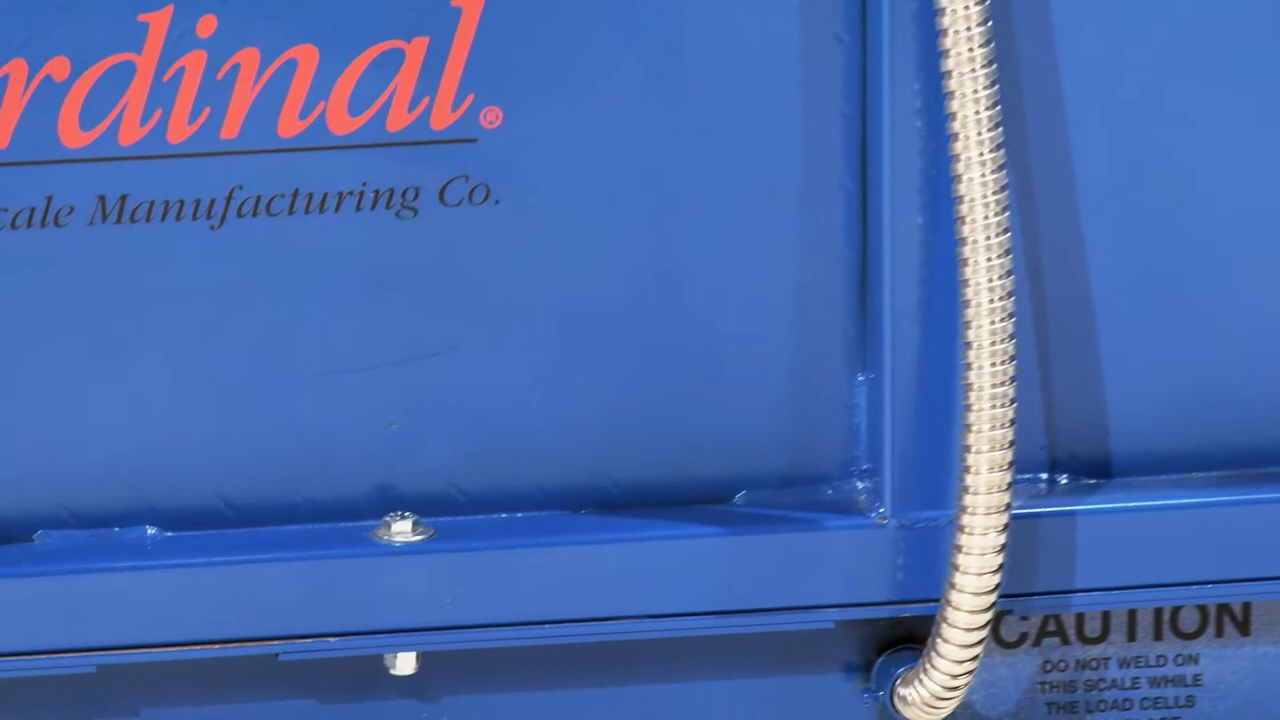 rdinal®
cale Manufacturing Co.
CAUTION
DO NOT WELD ON
THIS SCALE WHILE
THE LOAD CELLS